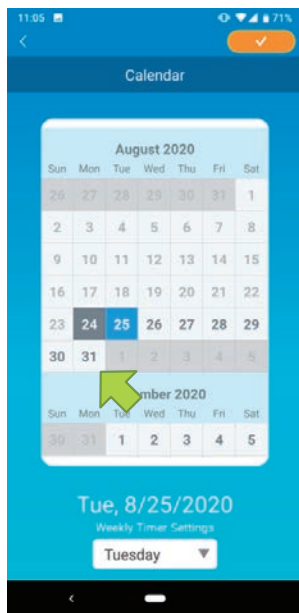 11:05 71%
Calendar
August 2020
Sun Mon Tue Wed Thu Fri Sat
26 27 28 29 30 31 1
2 3 4 5 6 7 8
9 10 11 12 13 14 15
16 17 18 19 20 21 22
23 24 25 26 27 28 29
30 31 1 2 3 4 5
mber 2020
Sun Mon Tue Wed Thu Fri Sat
30 31 1 2 3 4 5
Tue, 8/25/2020
Weekly Timer Settings
Tuesday